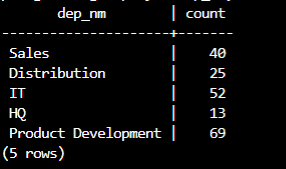 dep_nm | count
---------------------+-------
Sales | 40
Distribution | 25
IT | 52
HQ | 13
Product Development | 69
(5 rows)